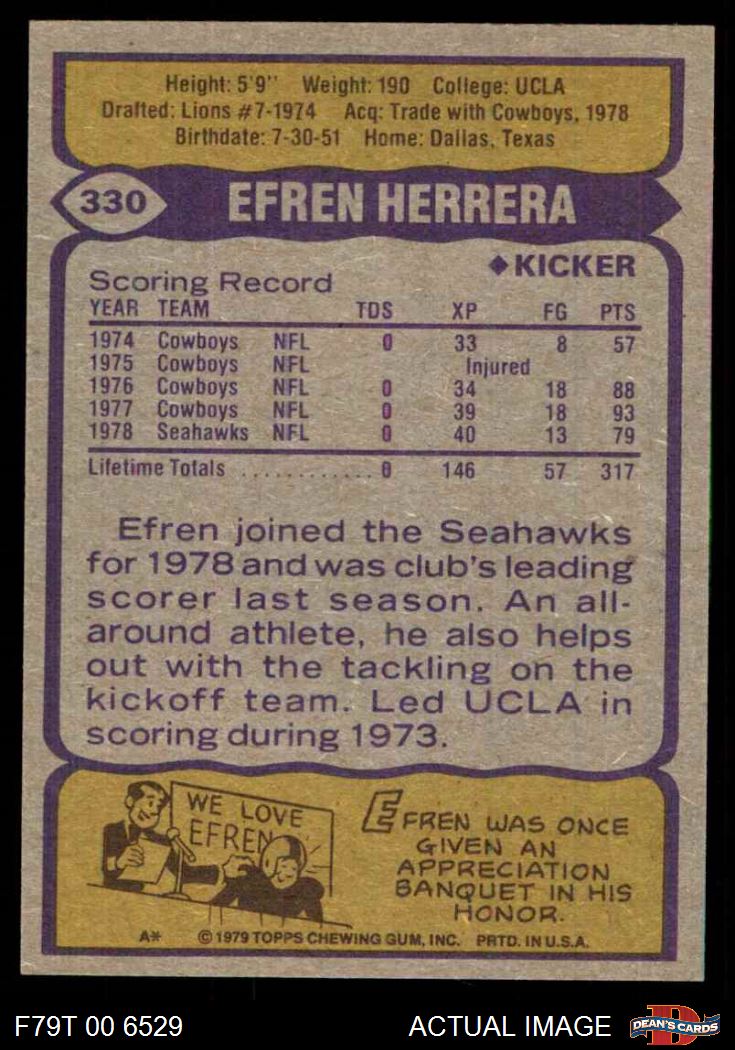 Height: 5'9" Weight: 190 College: UCLA
Drafted: Lions #7-1974 Acq: Trade with Cowboys, 1978
Birthdate: 7-30-51 Home: Dallas, Texas
330 EFREN HERRERA
◆KICKER
Scoring Record
YEAR TEAM TDS XP FG PTS
1974 Cowboys NFL 0 33 8 57
1975 Cowboys NFL Injured
1976 Cowboys NFL 0 34 18 88
1977 Cowboys NFL 0 39 18 93
1978 Seahawks NFL 0 40 13 79
Lifetime Totals ............ 0 146 57 317
Efren joined the Seahawks
for 1978 and was club's leading
scorer last season. An all-
around athlete, he also helps
out with the tackling on the
kickoff team. Led UCLA in
scoring during 1973.
WE LOVE
EFREN
EFREN WAS ONCE
GIVEN AN
APPRECIATION
BANQUET IN HIS
HONOR.
A* © 1979 TOPPS CHEWING GUM, INC. PRTD. IN U.S.A.
F79T 00 6529 ACTUAL IMAGE D DEAN'S CARDS